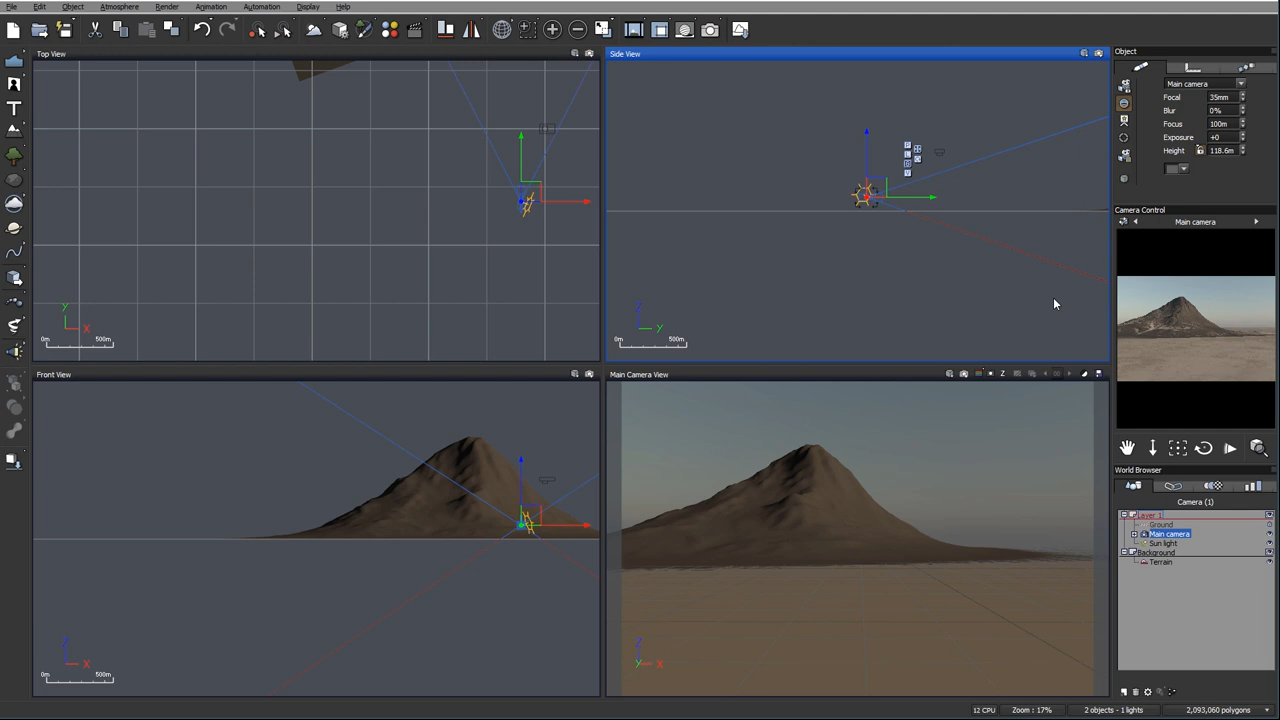 File Edit Object Atmosphere Render Animation Automation Display Help
Top View
Side View
Object
Main camera
Focal 35mm
Blur 0%
Focus 100m
Exposure +0
Height 118.6m
Camera Control
Main camera
Y
X
0m 500m
Z
Y
0m 500m
Front View
Main Camera View
Z
World Browser
Camera (1)
Layer 1
Ground
Main camera
Sun light
Background
Terrain
Z
X
0m 500m
Z
Y X
12 CPU Zoom : 17% 2 objects - 1 lights 2,093,060 polygons